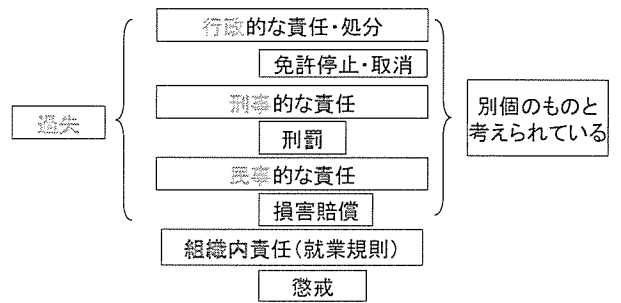 行政的な責任・処分
免許停止・取消
刑事的な責任
過失
刑罰
別個のものと
考えられている
民事的な責任
損害賠償
組織内責任（就業規則）
懲戒